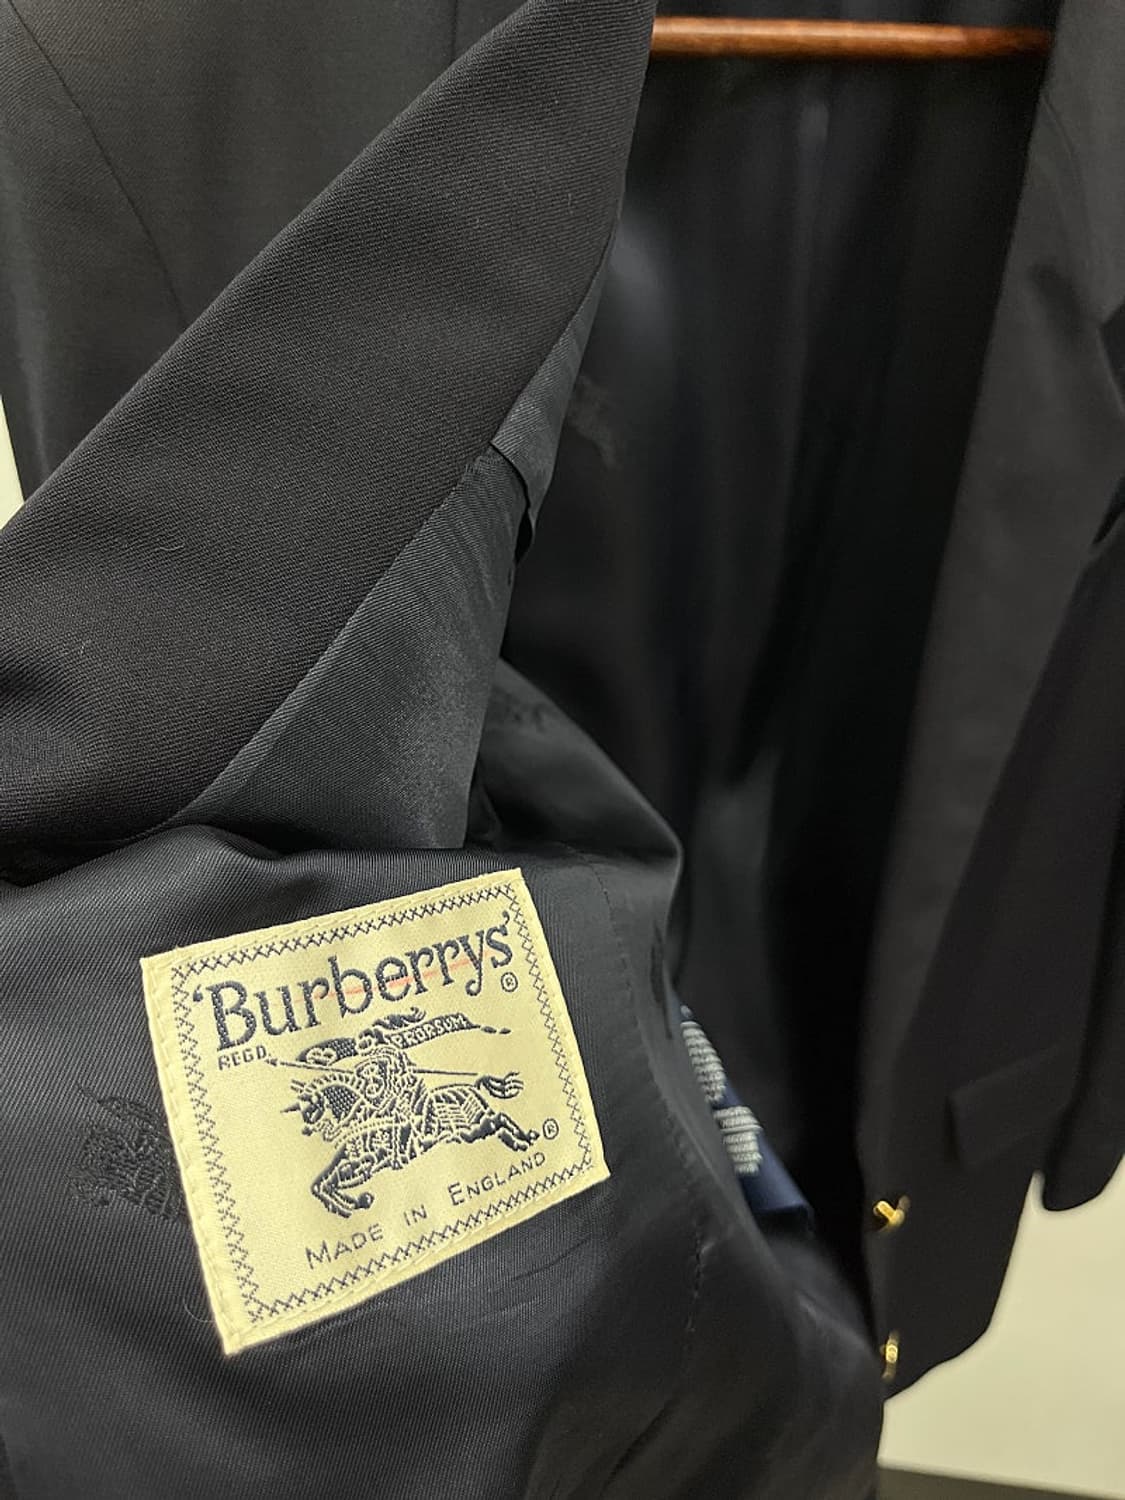 'Burberrys'®
REGD.
PRORSUM
®
MADE IN ENGLAND